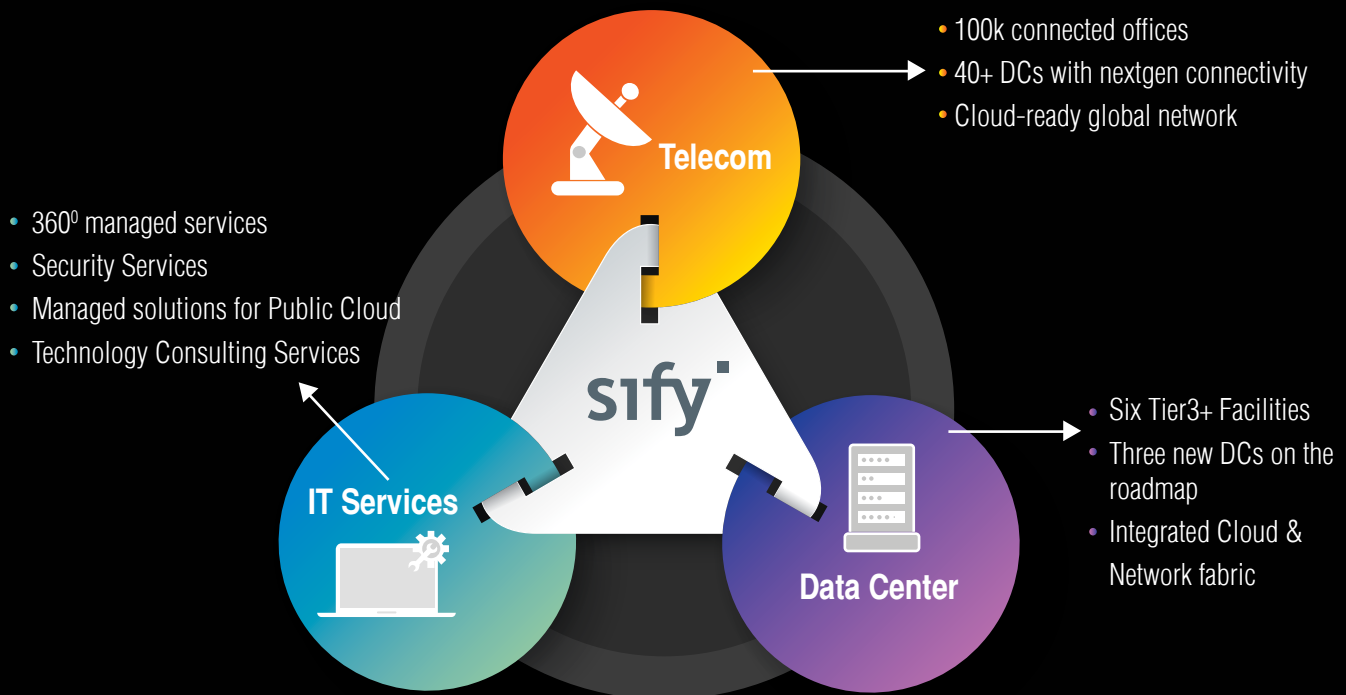 100k connected offices
40+ DCs with nextgen connectivity
Cloud-ready global network
Telecom
360⁰ managed services
Security Services
Managed solutions for Public Cloud
Technology Consulting Services
sify
IT Services
Six Tier3+ Facilities
Three new DCs on the
roadmap
Integrated Cloud &
Network fabric
Data Center